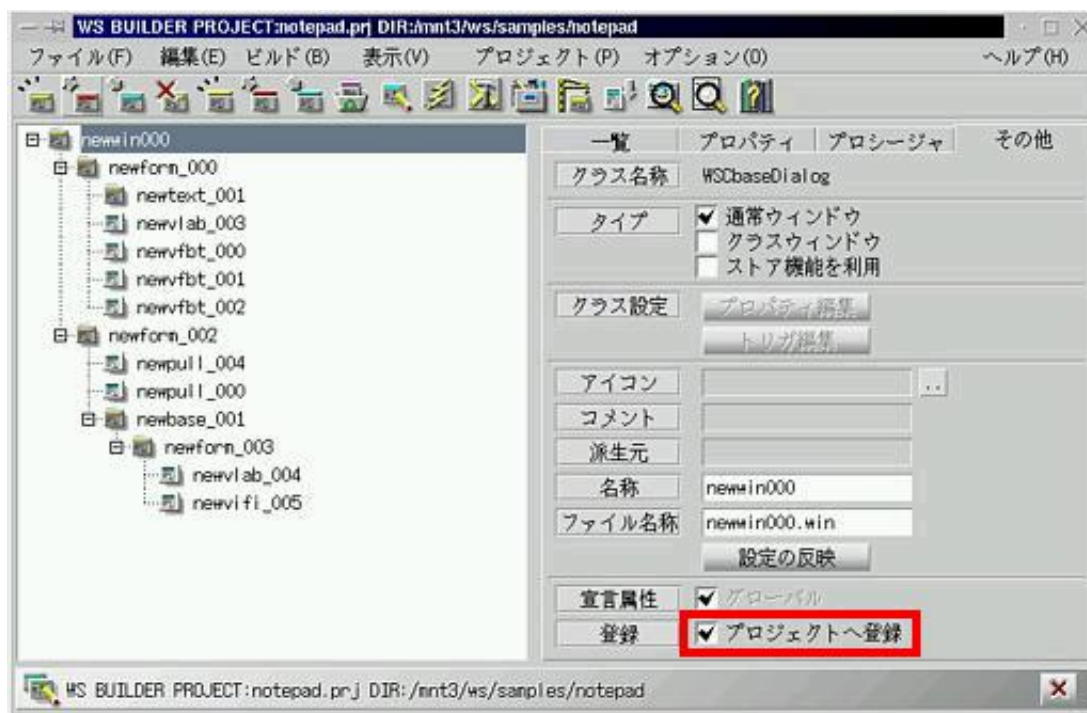 WS BUILDER PROJECT:notepad.prj DIR:/mnt3/ws/samples/notepad
ファイル(F) 編集(E) ビルド(B) 表示(V) プロジェクト(P) オプション(O) ヘルプ(H)
newwin000
newform_000
newtext_001
newvlab_003
newvfbt_000
newvfbt_001
newvfbt_002
newform_002
newpull_004
newpull_000
newbase_001
newform_003
newvlab_004
newvifi_005
一覧 プロパティ プロシージャ その他
クラス名称 WSCbaseDialog
タイプ 通常ウィンドウ
クラスウィンドウ
ストア機能を利用
クラス設定 プロパティ編集
トリガ編集
アイコン ..
コメント
派生元
名称 newwin000
ファイル名称 newwin000.win
設定の反映
宣言属性 グローバル
登録 プロジェクトへ登録
WS BUILDER PROJECT:notepad.prj DIR:/mnt3/ws/samples/notepad